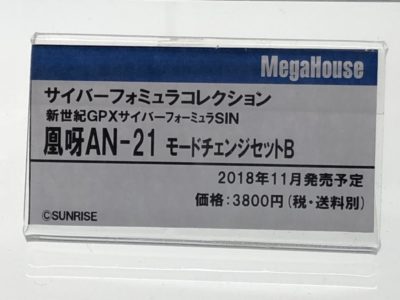 MegaHouse
サイバーフォミュラコレクション
新世紀GPXサイバーフォーミュラSIN
凰呀AN-21 モードチェンジセットB
2018年11月発売予定
価格:3800円(税・送料別)
©SUNRISE